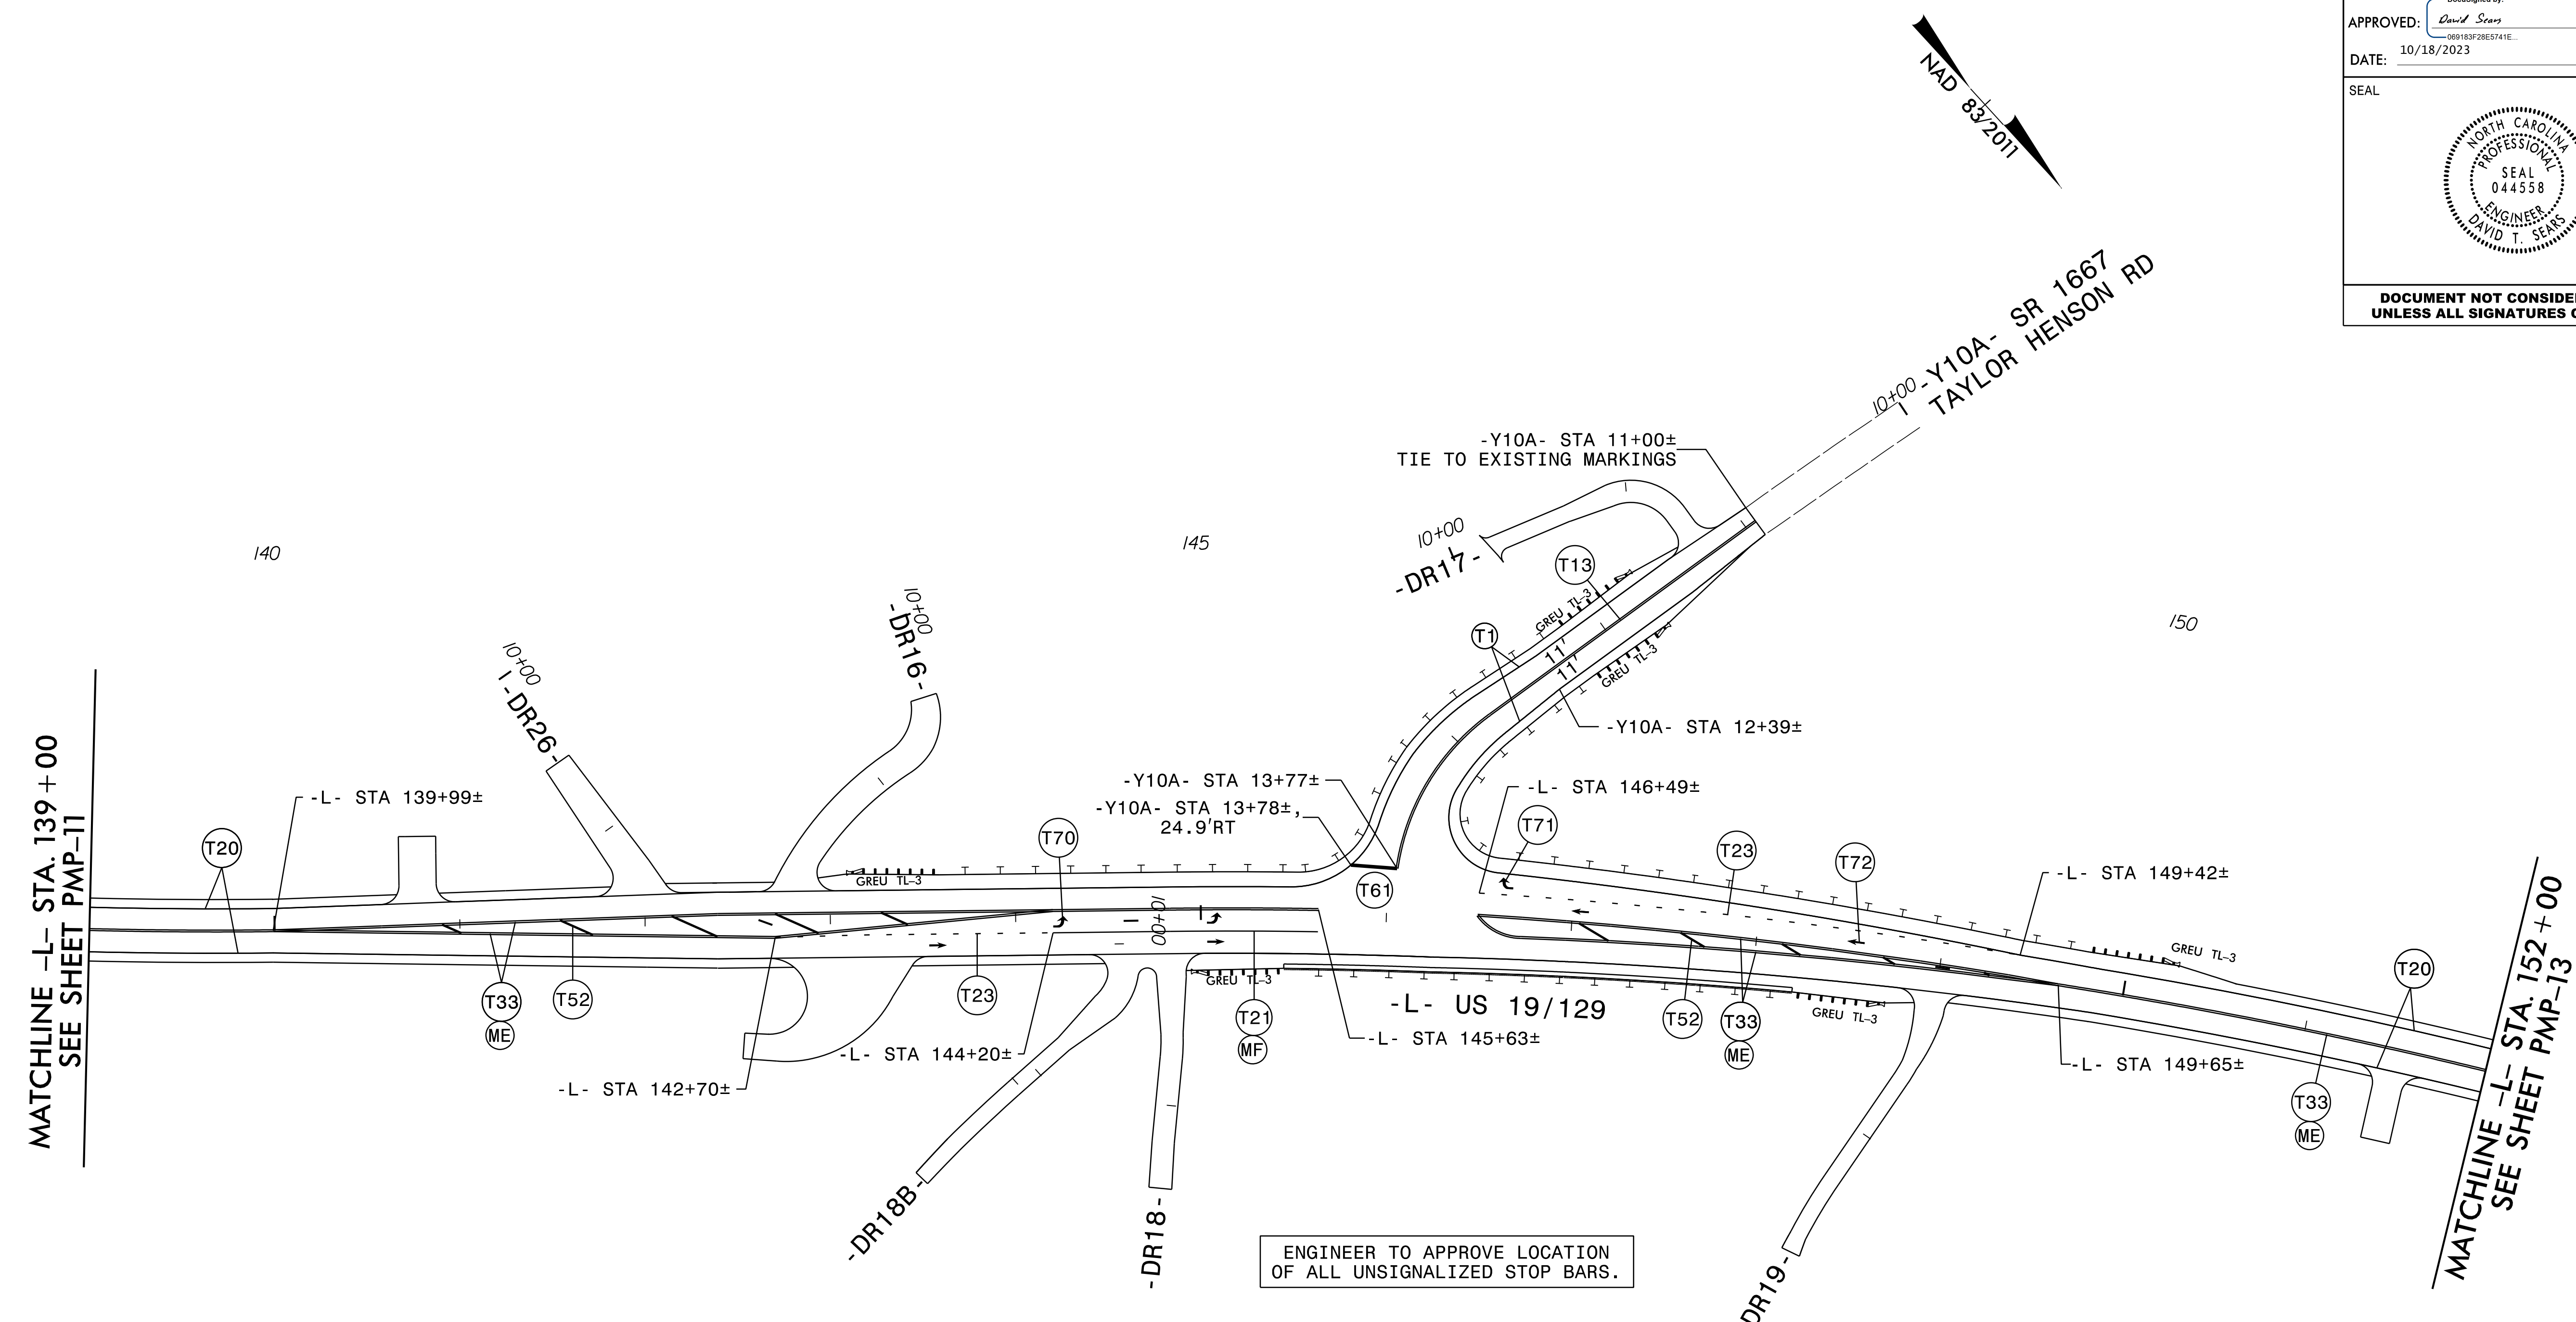 DocuSigned by:
APPROVED:
David Sears
069183F28E5741E...
10/18/2023
DATE:
SEAL
NORTH CAROLINA
PROFESSIONAL
SEAL
044558
ENGINEER
DAVID T. SEARS
DOCUMENT NOT
UNLESS ALL SIGNATURES
NAD 83/2011
10+00
-Y10A- SR 1667
TAYLOR HENSON RD
-Y10A- STA 11+00±
TIE TO EXISTING MARKINGS
10+00
-DR17-
T13
GREU TL-3
T1
11'
11'
GREU TL-3
-Y10A- STA 12+39±
140
145
150
10+00
-DR16-
10+00
-DR26-
MATCHLINE -L- STA. 139+00
SEE SHEET PMP-11
-L- STA 139+99±
-Y10A- STA 13+77±
-Y10A- STA 13+78±,
24.9'RT
-L- STA 146+49±
T20
T70
T71
T23
T72
-L- STA 149+42±
GREU TL-3
T61
10+00
GREU TL-3
T20
T33
ME
T52
T23
GREU TL-3
T21
MF
-L- US 19/129
T52
T33
ME
GREU TL-3
-L- STA 144+20±
-L- STA 145+63±
-L- STA 142+70±
-L- STA 149+65±
T33
ME
MATCHLINE -L- STA. 152+00
SEE SHEET PMP-13
-DR18B-
-DR18-
DR19-
ENGINEER TO APPROVE LOCATION
OF ALL UNSIGNALIZED STOP BARS.